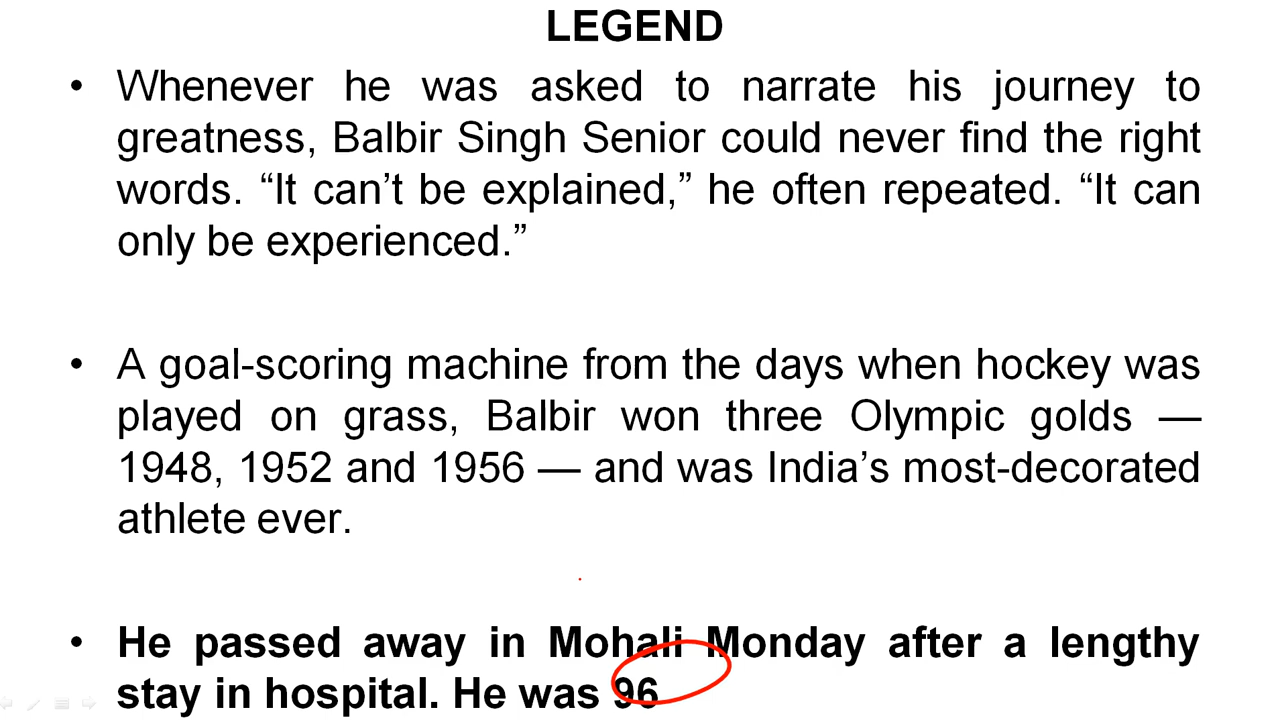 LEGEND
• Whenever he was asked to narrate his journey to
greatness, Balbir Singh Senior could never find the right
words. “It can’t be explained,” he often repeated. “It can
only be experienced.”
• A goal-scoring machine from the days when hockey was
played on grass, Balbir won three Olympic golds —
1948, 1952 and 1956 — and was India’s most-decorated
athlete ever.
• He passed away in Mohali Monday after a lengthy
stay in hospital. He was 96